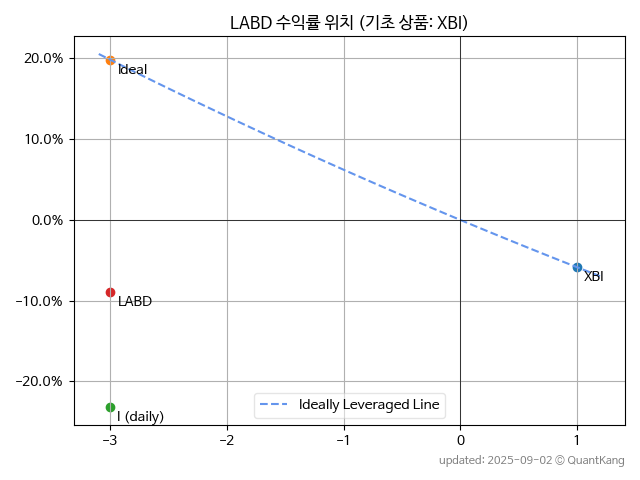 LABD 수익률 위치 (기초 상품: XBI)
20.0%
10.0%
0.0%
-10.0%
-20.0%
Ideal
XBI
LABD
I (daily)
Ideally Leveraged Line
-3
-2
-1
0
1
updated: 2025-09-02 © QuantKang